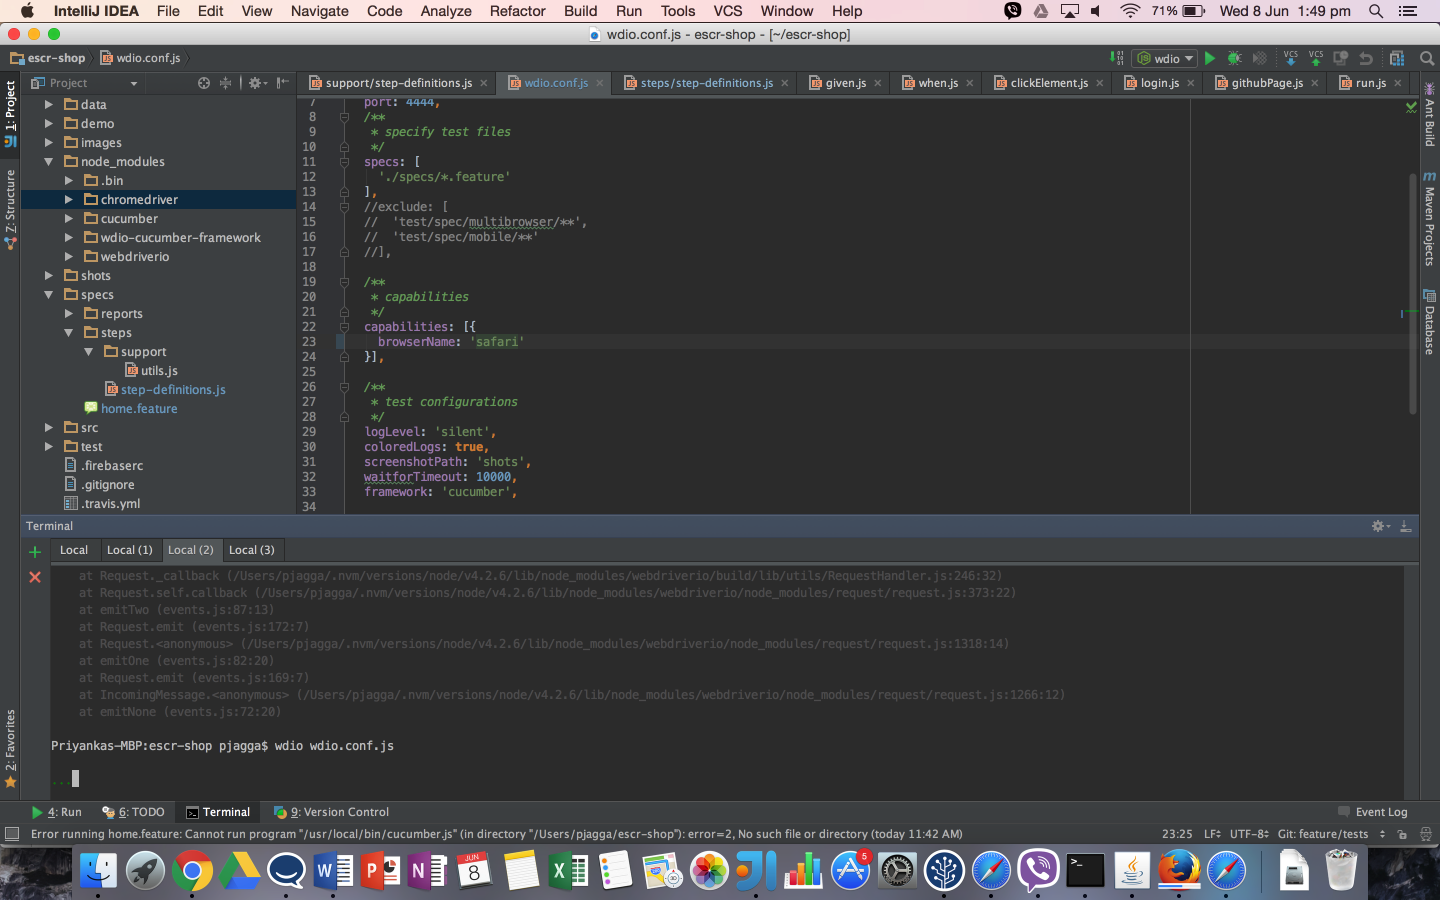 IntelliJ IDEA File Edit View Navigate Code Analyze Refactor Build Run Tools VCS Window Help 71% Wed 8 Jun 1:49 pm
wdio.conf.js - escr-shop - [~/escr-shop]
escr-shop wdio.conf.js wdio VCS VCS
Project support/step-definitions.js wdio.conf.js steps/step-definitions.js given.js when.js clickElement.js login.js githubPage.js run.js
1: Project
Z: Structure
2: Favorites
data
demo
images
node_modules
.bin
chromedriver
cucumber
wdio-cucumber-framework
webdriverio
shots
specs
reports
steps
support
utils.js
step-definitions.js
home.feature
src
test
.firebaserc
.gitignore
.travis.yml
7 port: 4444,
8 /**
9 * specify test files
10 */
11 specs: [
12 './specs/*.feature'
13 ],
14 //exclude: [
15 // 'test/spec/multibrowser/**',
16 // 'test/spec/mobile/**'
17 //],
18
19 /**
20 * capabilities
21 */
22 capabilities: [{
23 browserName: 'safari'
24 }],
25
26 /**
27 * test configurations
28 */
29 logLevel: 'silent',
30 coloredLogs: true,
31 screenshotPath: 'shots',
32 waitforTimeout: 10000,
33 framework: 'cucumber',
34
Ant Build
Maven Projects
Database
Terminal
Local Local (1) Local (2) Local (3)
at Request._callback (/Users/pjagga/.nvm/versions/node/v4.2.6/lib/node_modules/webdriverio/build/lib/utils/RequestHandler.js:246:32)
at Request.self.callback (/Users/pjagga/.nvm/versions/node/v4.2.6/lib/node_modules/webdriverio/node_modules/request/request.js:373:22)
at emitTwo (events.js:87:13)
at Request.emit (events.js:172:7)
at Request.<anonymous> (/Users/pjagga/.nvm/versions/node/v4.2.6/lib/node_modules/webdriverio/node_modules/request/request.js:1318:14)
at emitOne (events.js:82:20)
at Request.emit (events.js:169:7)
at IncomingMessage.<anonymous> (/Users/pjagga/.nvm/versions/node/v4.2.6/lib/node_modules/webdriverio/node_modules/request/request.js:1266:12)
at emitNone (events.js:72:20)
Priyankas-MBP:escr-shop pjagga$ wdio wdio.conf.js
...
4: Run 6: TODO Terminal 9: Version Control Event Log
Error running home.feature: Cannot run program "/usr/local/bin/cucumber.js" (in directory "/Users/pjagga/escr-shop"): error=2, No such file or directory (today 11:42 AM) 23:25 LF UTF-8 Git: feature/tests
JUN
8
5